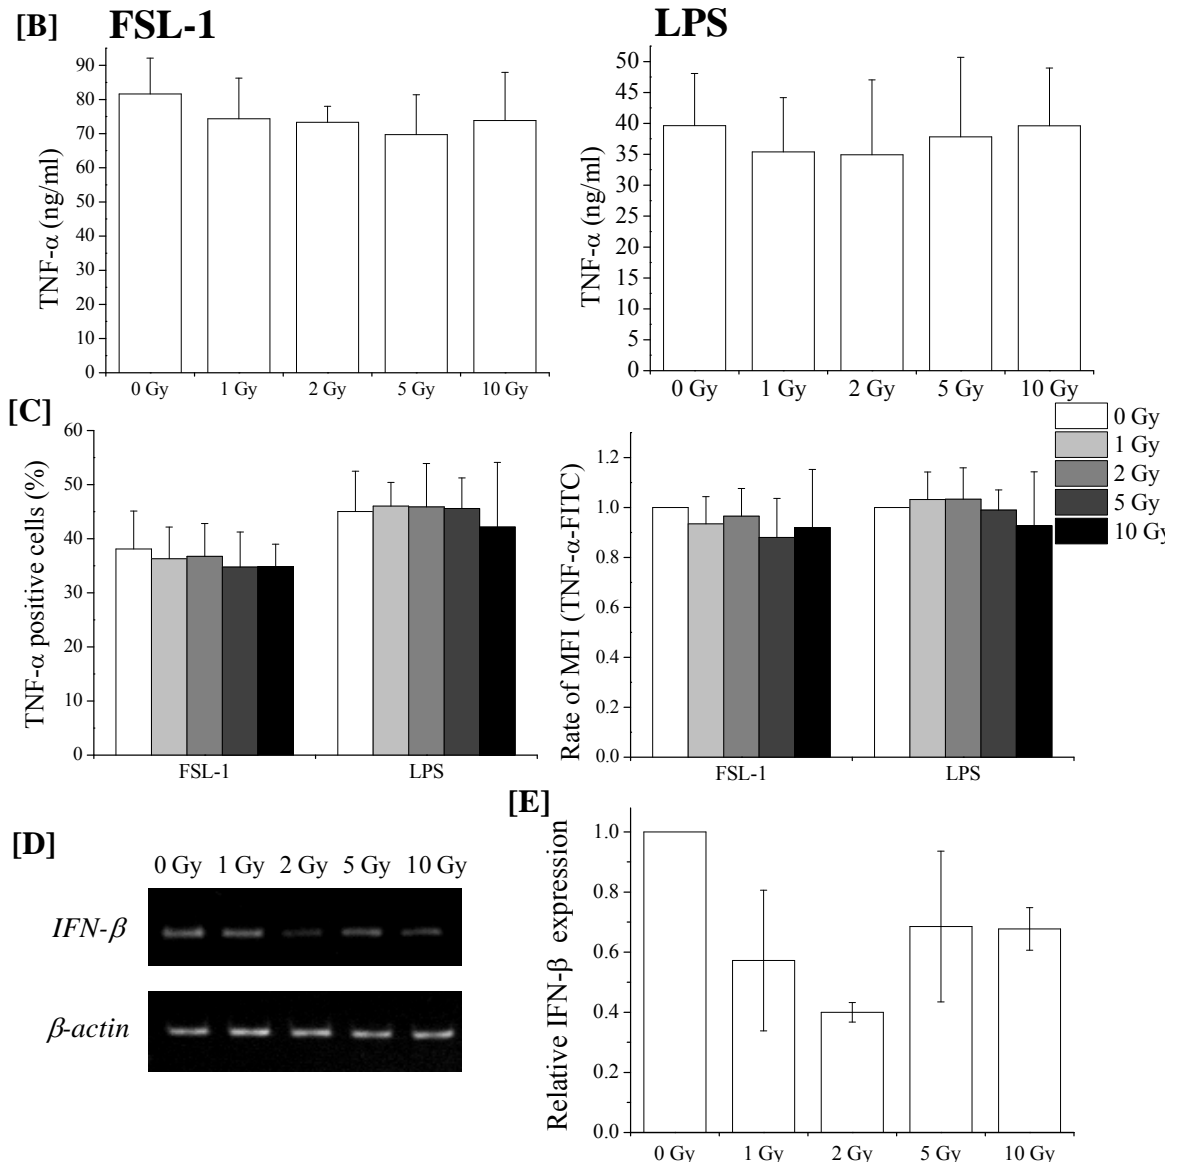 [B] FSL-1 LPS
TNF-α (ng/ml)
90
80
70
60
50
40
30
20
10
0
0 Gy 1 Gy 2 Gy 5 Gy 10 Gy
TNF-α (ng/ml)
50
45
40
35
30
25
20
15
10
5
0
0 Gy 1 Gy 2 Gy 5 Gy 10 Gy
[C]
TNF-α positive cells (%)
60
50
40
30
20
10
0
FSL-1 LPS
Rate of MFI (TNF-α-FITC)
1.2
1.0
0.8
0.6
0.4
0.2
0.0
FSL-1 LPS
0 Gy
1 Gy
2 Gy
5 Gy
10 Gy
[D]
0 Gy 1 Gy 2 Gy 5 Gy 10 Gy
IFN-β
β-actin
[E]
Relative IFN-β expression
1.0
0.8
0.6
0.4
0.2
0.0
0 Gy 1 Gy 2 Gy 5 Gy 10 Gy